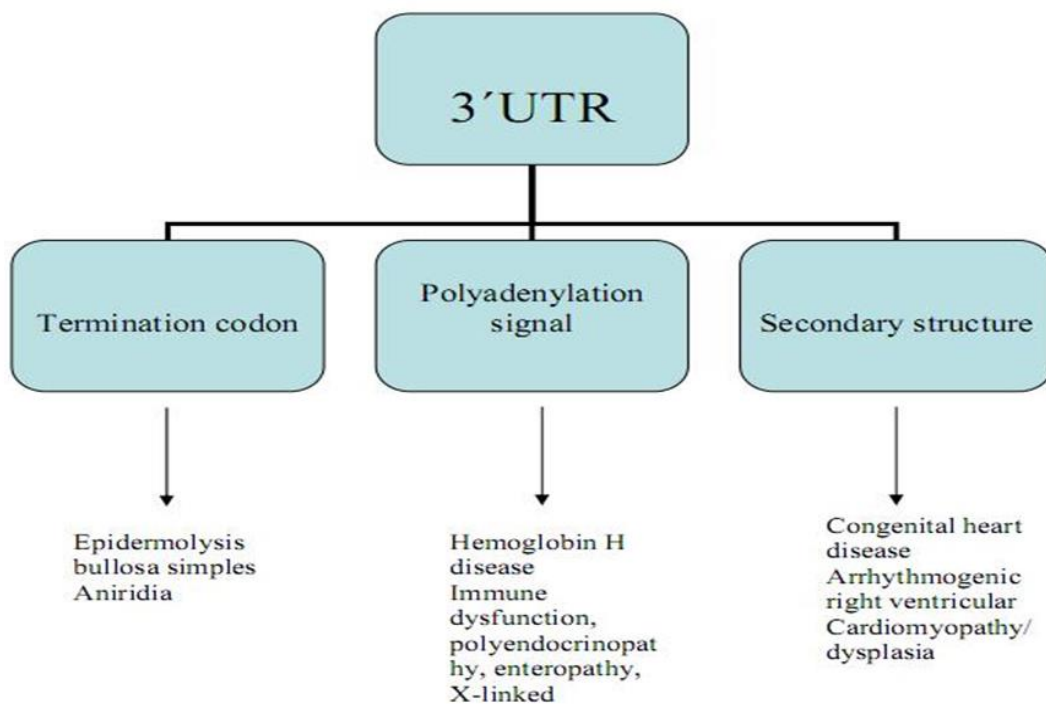 3´UTR
Termination codon
Polyadenylation
signal
Secondary structure
Epidermolysis
bullosa simples
Aniridia
Hemoglobin H
disease
Immune
dysfunction,
polyendocrinopat
hy, enteropathy,
X-linked
Congenital heart
disease
Arrhythmogenic
right ventricular
Cardiomyopathy/
dysplasia